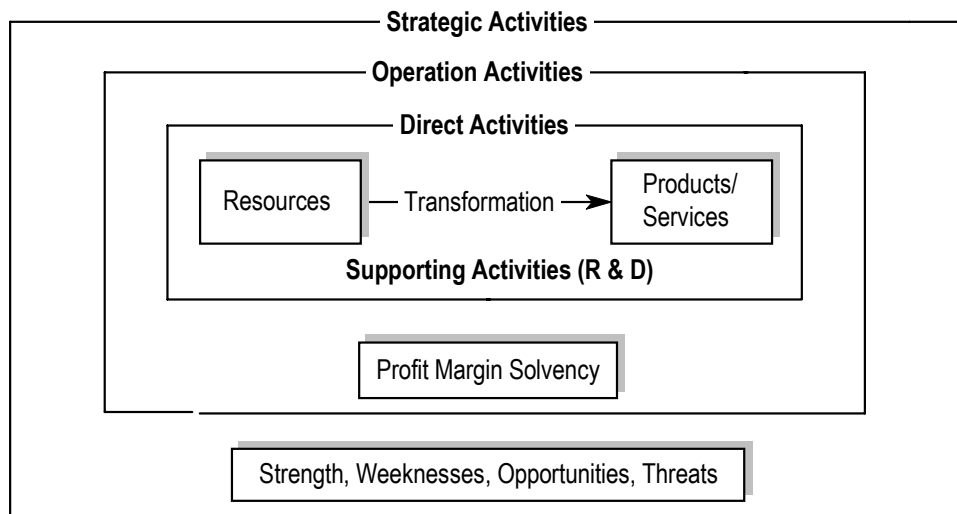 Strategic Activities
Operation Activities
Direct Activities
Resources
Transformation
Products/
Services
Supporting Activities (R & D)
Profit Margin Solvency
Strength, Weeknesses, Opportunities, Threats